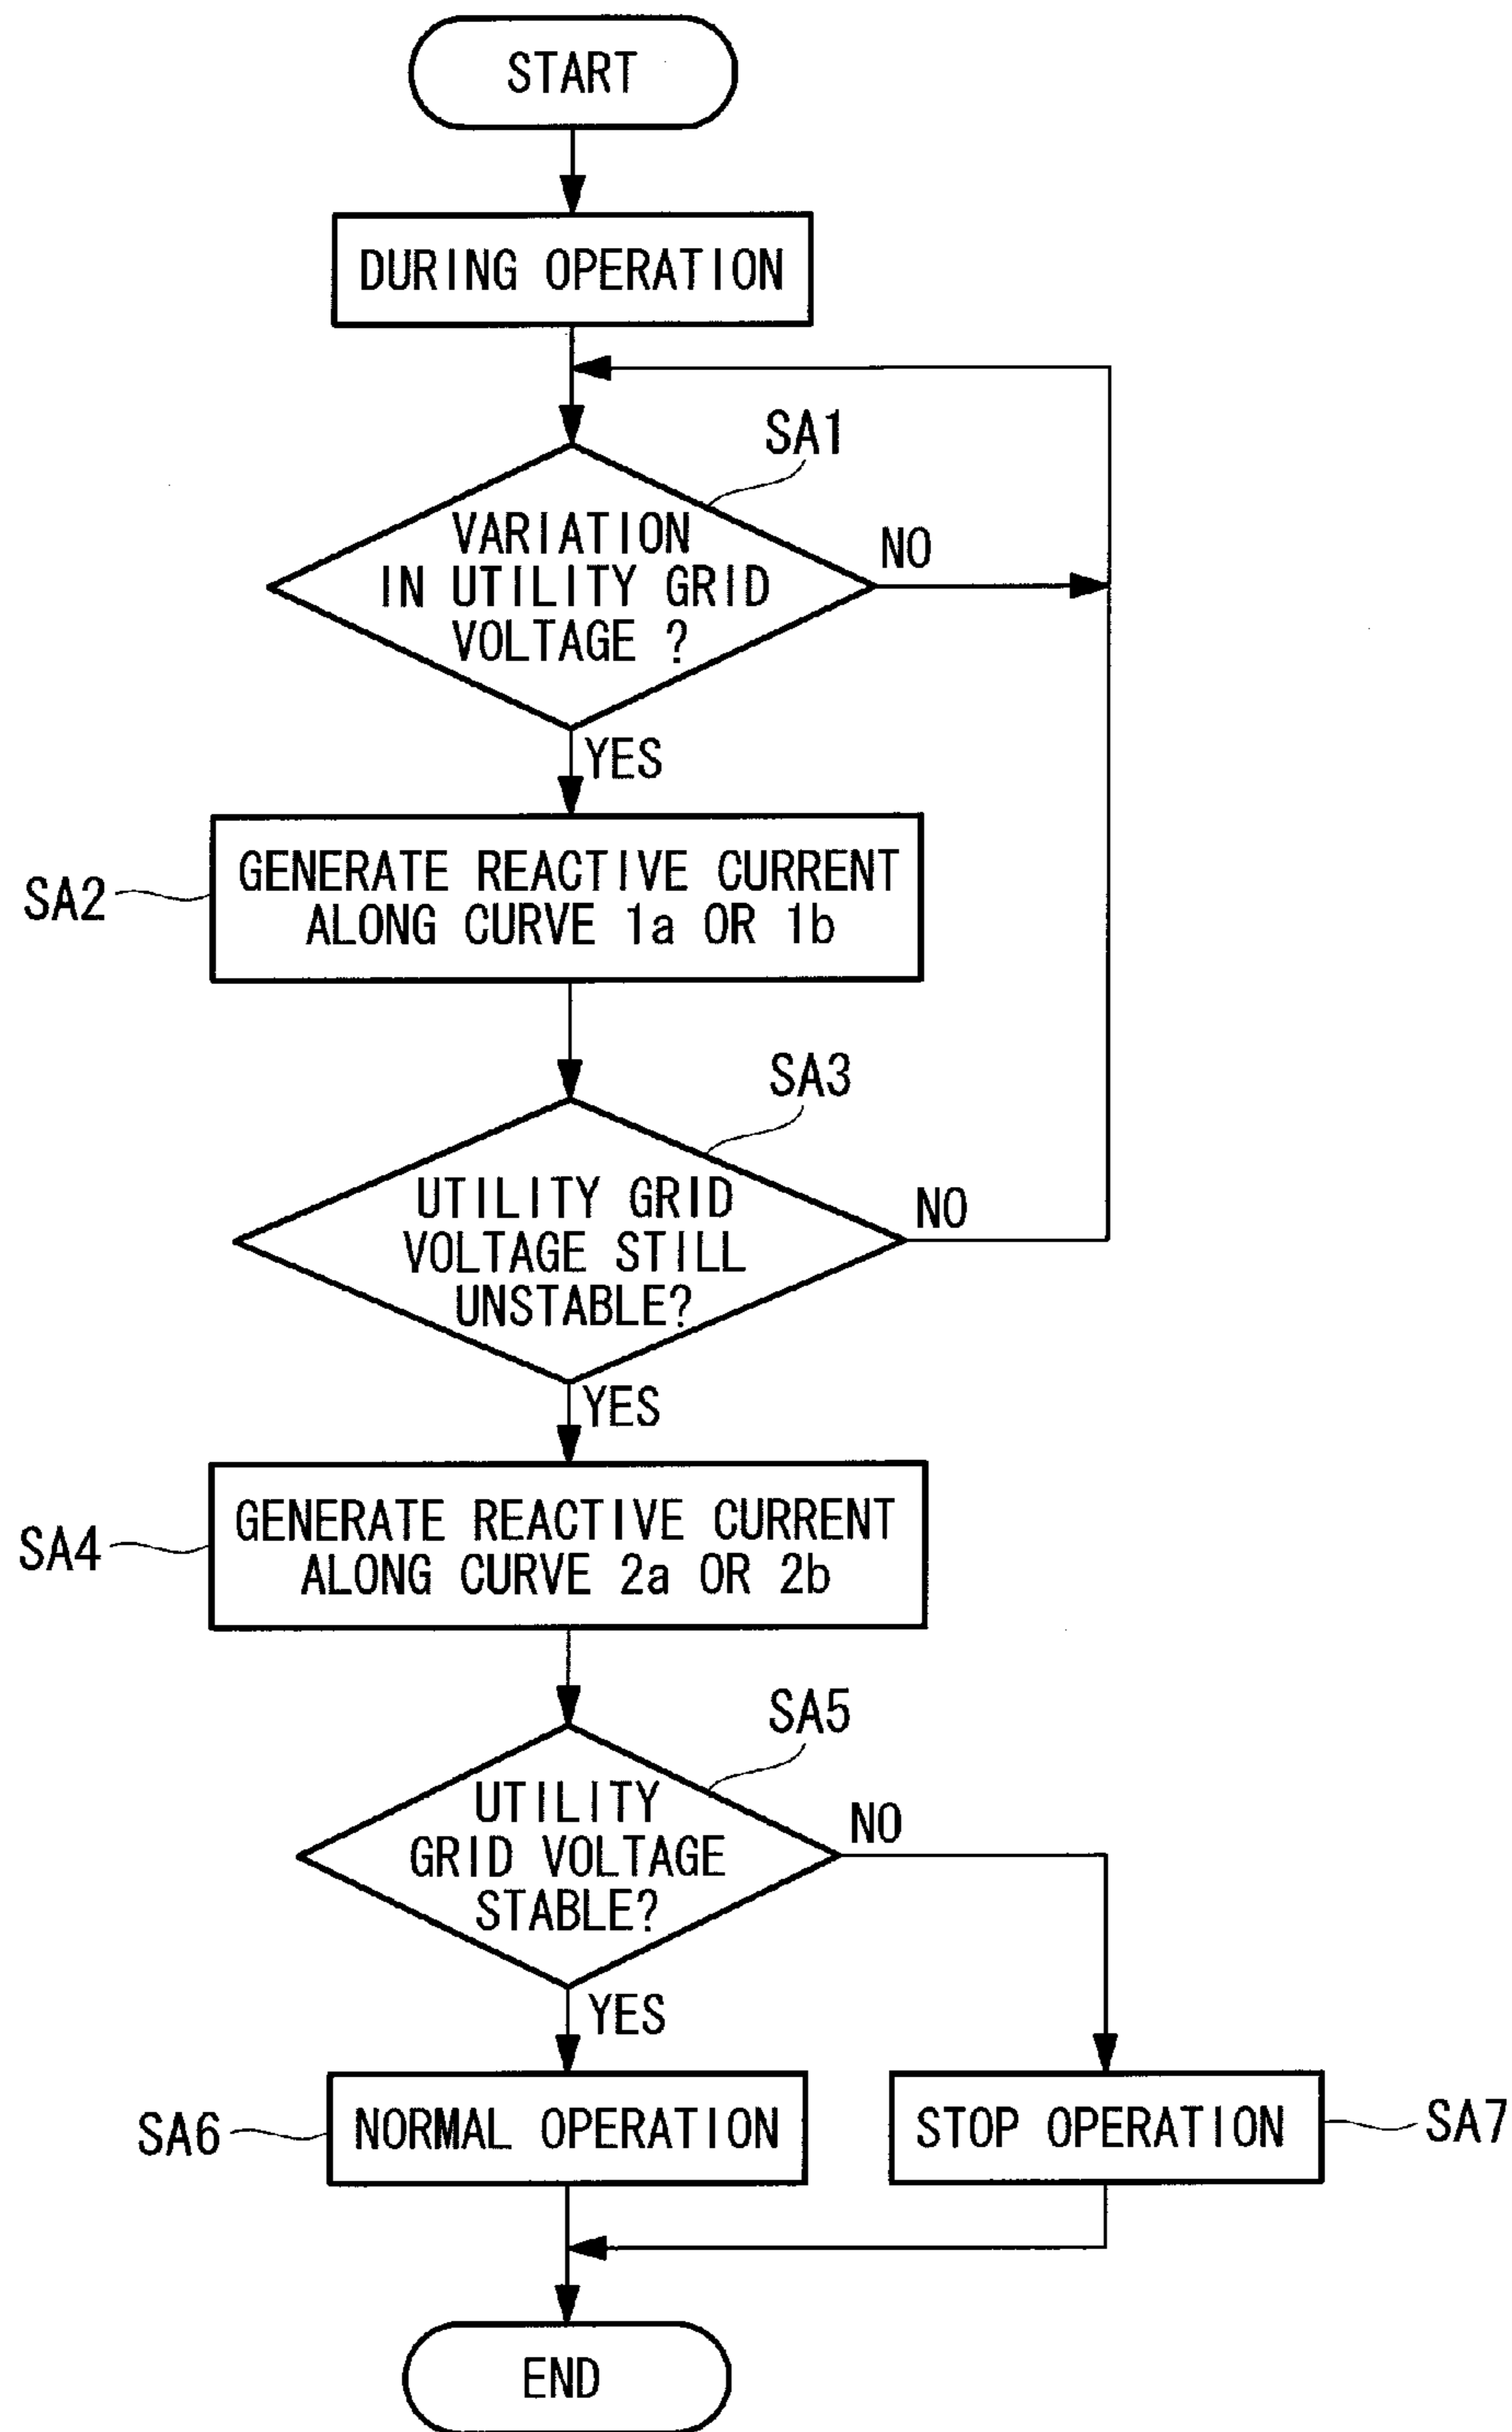 START
DURING OPERATION
SA1
VARIATION
IN UTILITY GRID
VOLTAGE ?
NO
YES
SA2
GENERATE REACTIVE CURRENT
ALONG CURVE 1a OR 1b
SA3
UTILITY GRID
VOLTAGE STILL
UNSTABLE?
NO
YES
SA4
GENERATE REACTIVE CURRENT
ALONG CURVE 2a OR 2b
SA5
UTILITY
GRID VOLTAGE
STABLE?
NO
YES
SA6
NORMAL OPERATION
STOP OPERATION
SA7
END